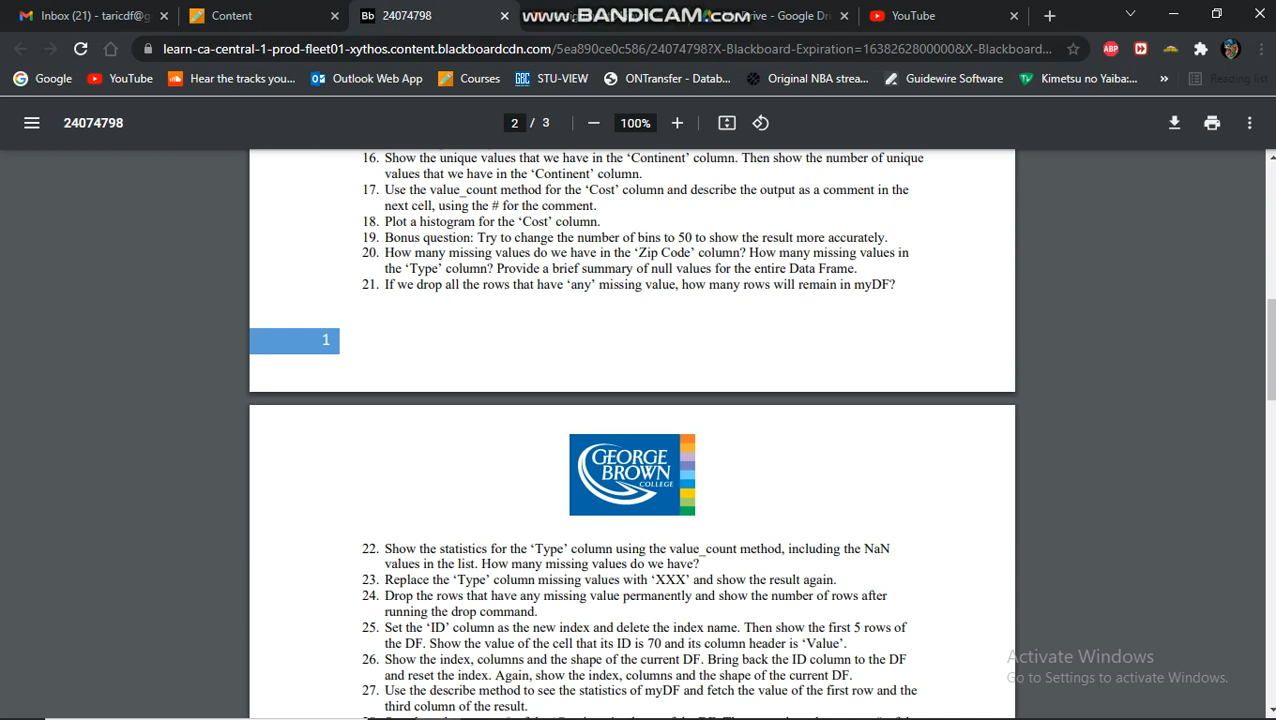 Inbox (21) - taricdf@g
Content
24074798
www.BANDICAM.com
Drive - Google Dr
YouTube
learn-ca-central-1-prod-fleet01-xythos.content.blackboardcdn.com/5ea890ce0c586/24074798?X-Blackboard-Expiration=1638262800000&X-Blackboard...
Google YouTube Hear the tracks you... Outlook Web App Courses STU-VIEW ONTransfer - Datab... Original NBA strea... Guidewire Software Kimetsu no Yaiba:... » Reading list
24074798 2 / 3 100%
16. Show the unique values that we have in the ‘Continent’ column. Then show the number of unique
values that we have in the ‘Continent’ column.
17. Use the value_count method for the ‘Cost’ column and describe the output as a comment in the
next cell, using the # for the comment.
18. Plot a histogram for the ‘Cost’ column.
19. Bonus question: Try to change the number of bins to 50 to show the result more accurately.
20. How many missing values do we have in the ‘Zip Code’ column? How many missing values in
the ‘Type’ column? Provide a brief summary of null values for the entire Data Frame.
21. If we drop all the rows that have ‘any’ missing value, how many rows will remain in myDF?
1
GEORGE
BROWN
COLLEGE
22. Show the statistics for the ‘Type’ column using the value_count method, including the NaN
values in the list. How many missing values do we have?
23. Replace the ‘Type’ column missing values with ‘XXX’ and show the result again.
24. Drop the rows that have any missing value permanently and show the number of rows after
running the drop command.
25. Set the ‘ID’ column as the new index and delete the index name. Then show the first 5 rows of
the DF. Show the value of the cell that its ID is 70 and its column header is ‘Value’.
26. Show the index, columns and the shape of the current DF. Bring back the ID column to the DF
and reset the index. Again, show the index, columns and the shape of the current DF.
27. Use the describe method to see the statistics of myDF and fetch the value of the first row and the
third column of the result.
Activate Windows
Go to Settings to activate Windows.